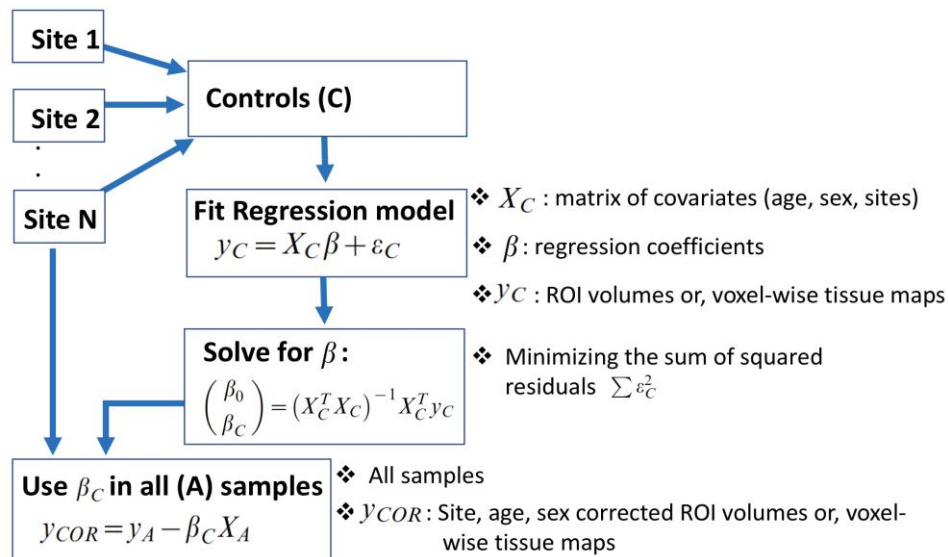 Site 1
Site 2
.
.
Site N
Controls (C)
Fit Regression model
y_C = X_C β + ε_C
❖ X_C : matrix of covariates (age, sex, sites)
❖ β: regression coefficients
❖ y_C : ROI volumes or, voxel-wise tissue maps
Solve for β :
(β_0 β_C) = (X_C^T X_C)^{-1} X_C^T y_C
❖ Minimizing the sum of squared
residuals ∑ ε_C^2
Use β_C in all (A) samples
y_COR = y_A − β_C X_A
❖ All samples
❖ y_COR : Site, age, sex corrected ROI volumes or, voxel-
wise tissue maps